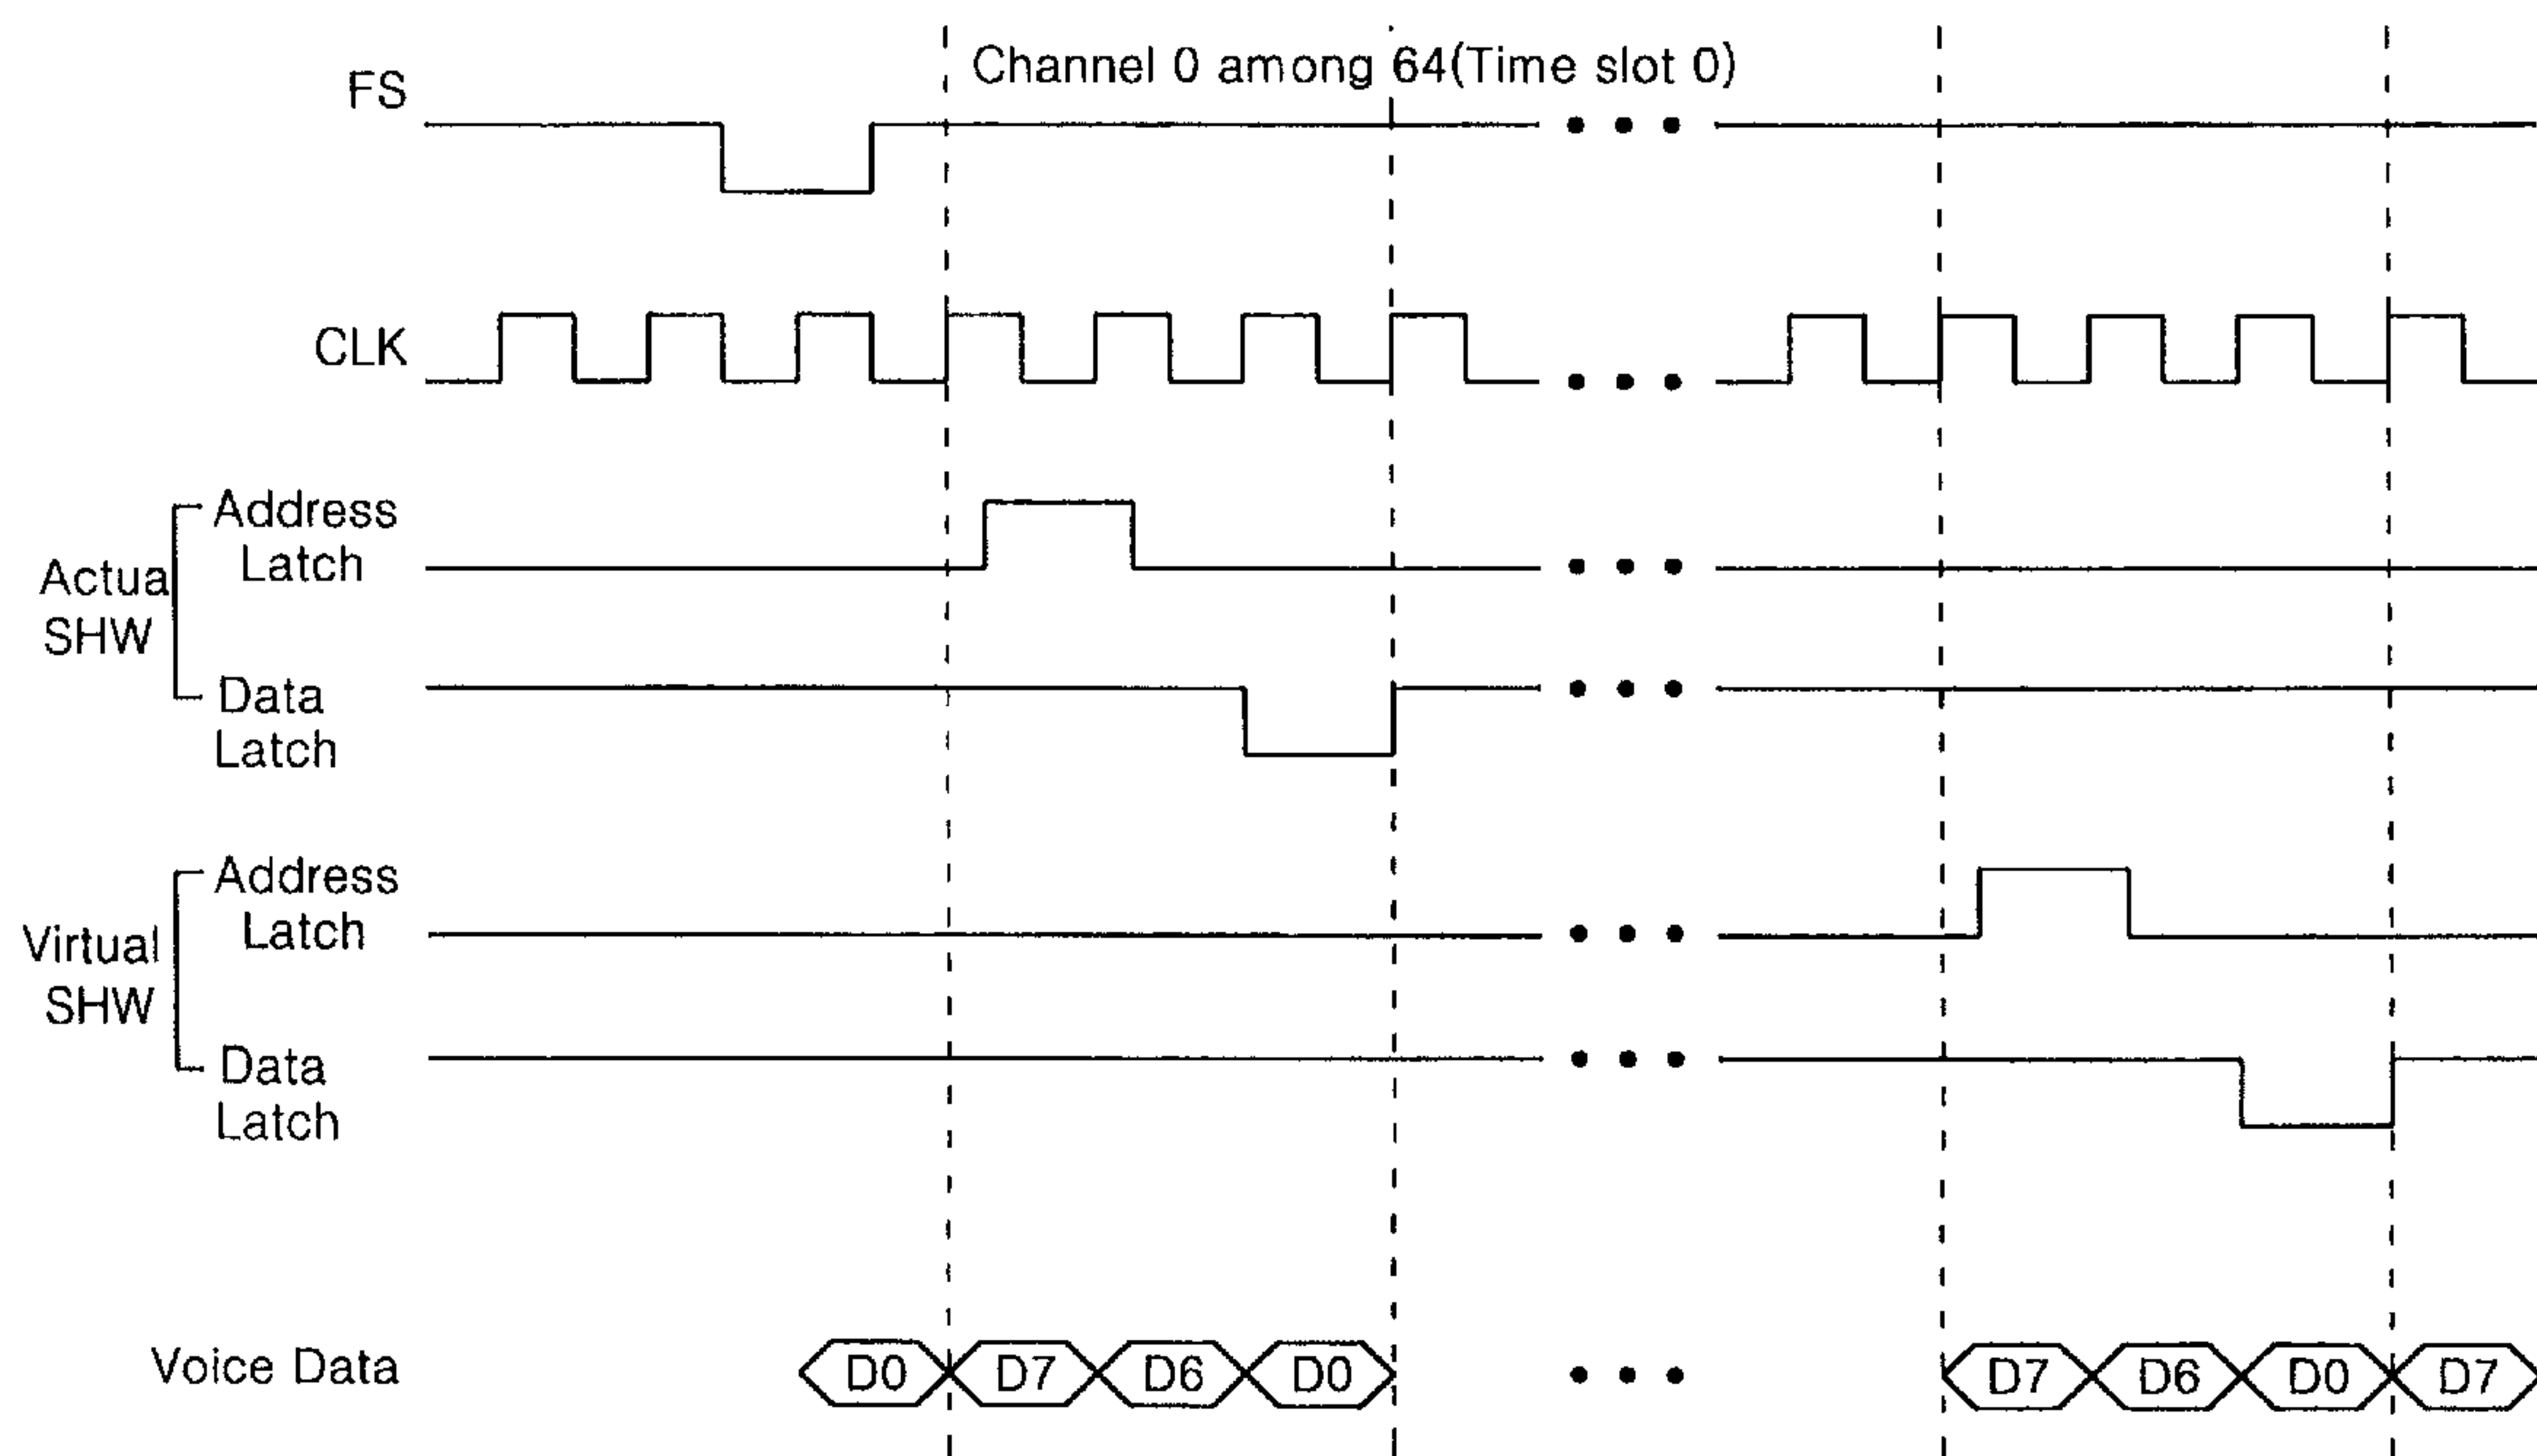 Channel 0 among 64(Time slot 0)
FS
CLK
Actua
SHW
Address
Latch
Data
Latch
Virtual
SHW
Address
Latch
Data
Latch
Voice Data
D0
D7
D6
D0
D7
D6
D0
D7